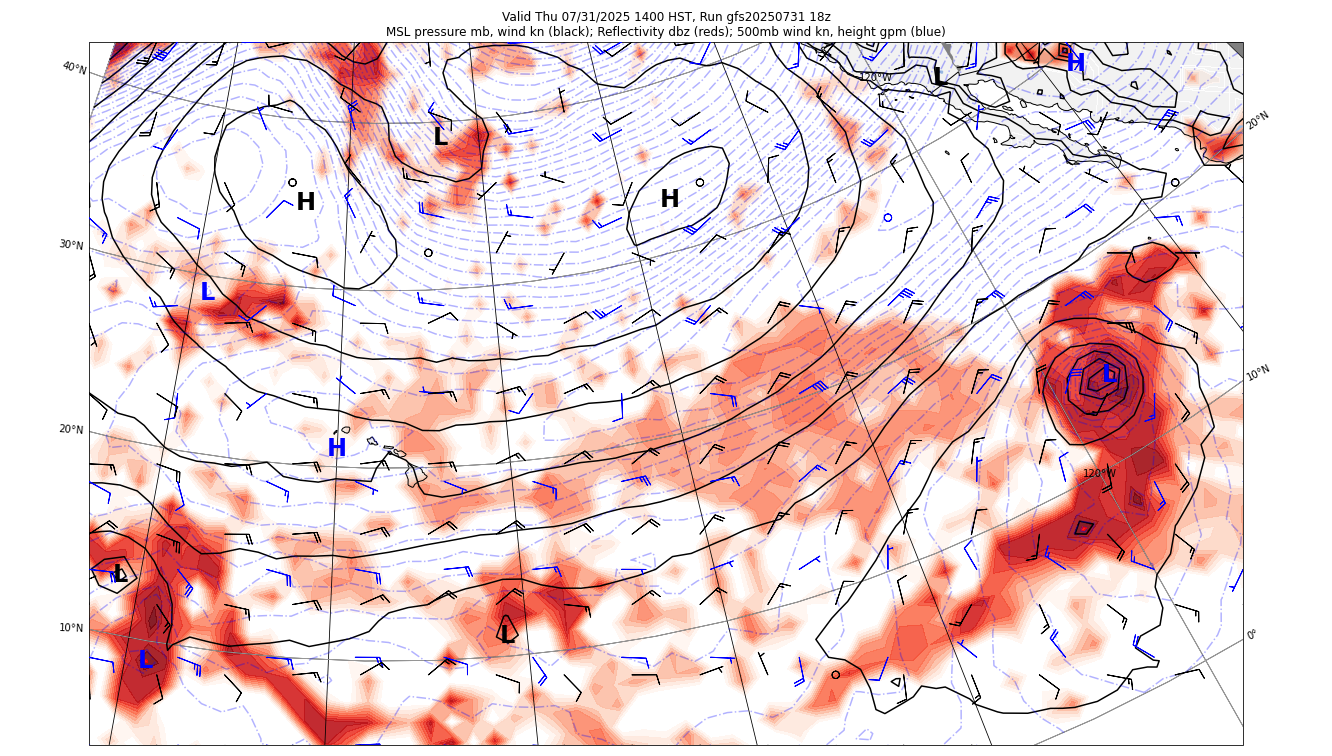 Valid Thu 07/31/2025 1400 HST, Run gfs20250731 18z
MSL pressure mb, wind kn (black); Reflectivity dbz (reds); 500mb wind kn, height gpm (blue)
40°N
120°W
L
H
20°N
L
H
H
30°N
L
10°N
L
20°N
H
120°W
L
10°N
L
0°
L